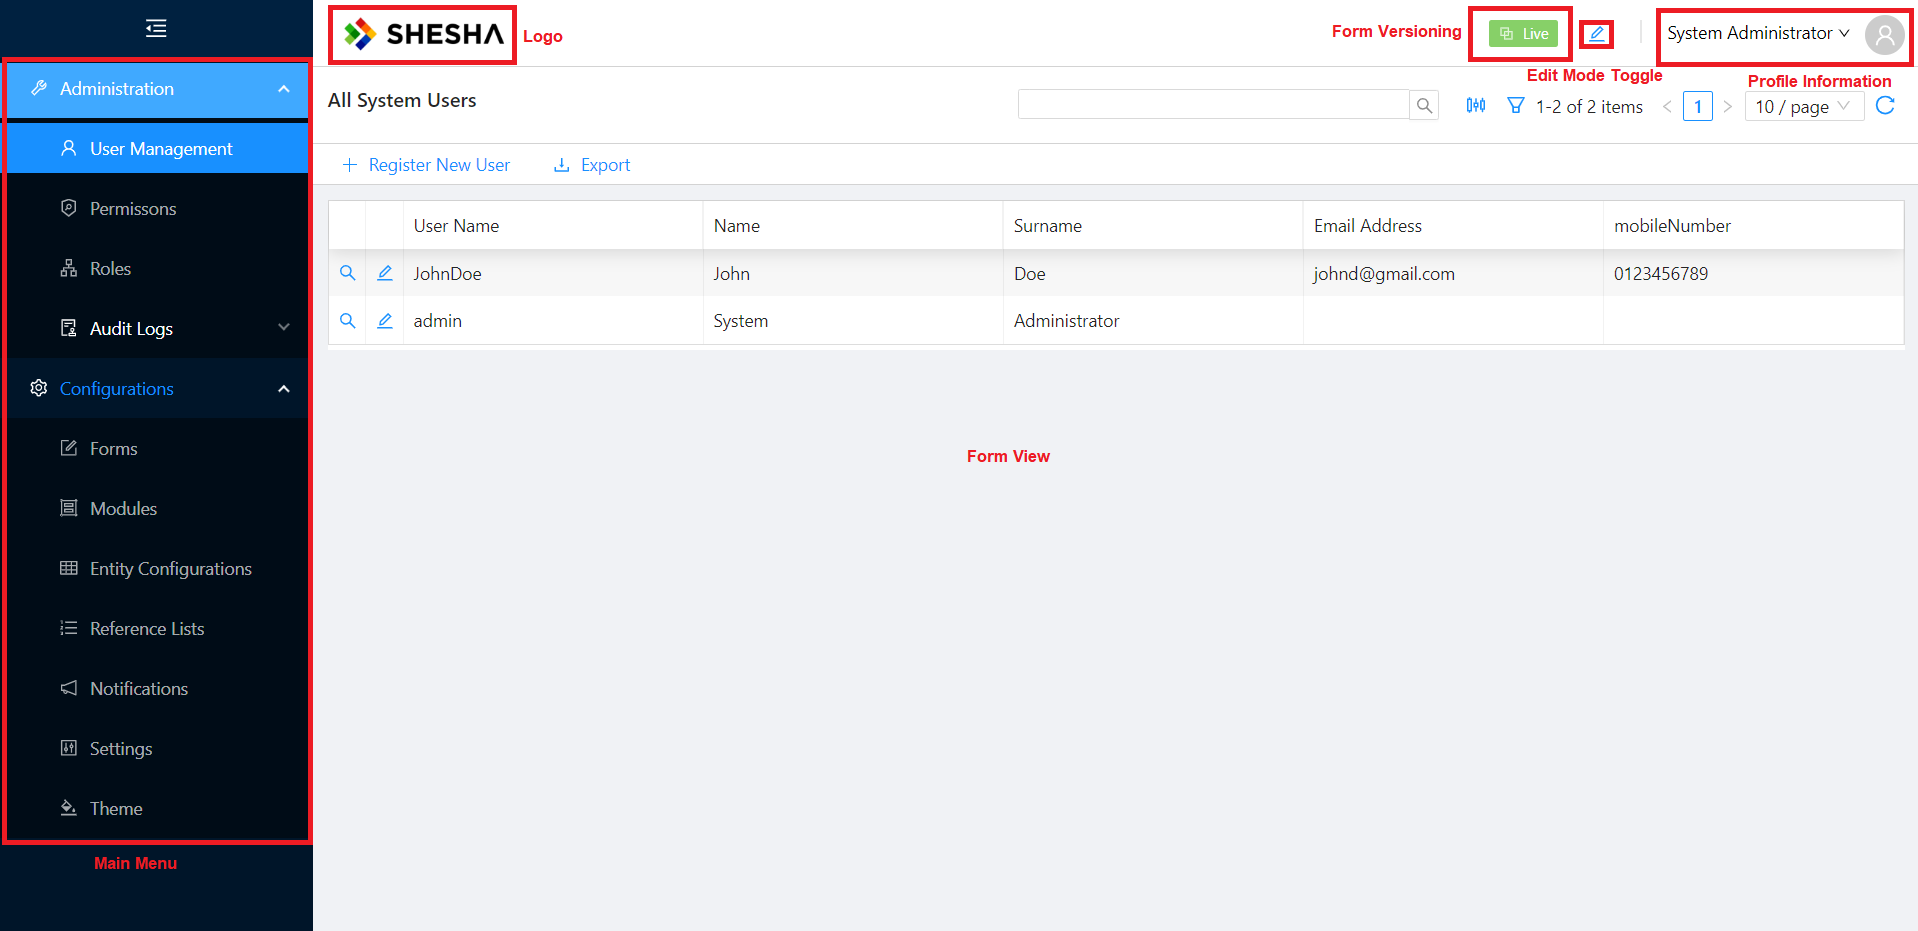 SHESHA
Logo
Form Versioning
Live
System Administrator
Edit Mode Toggle
Profile Information
Administration
User Management
Permissons
Roles
Audit Logs
Configurations
Forms
Modules
Entity Configurations
Reference Lists
Notifications
Settings
Theme
Main Menu
All System Users
1-2 of 2 items
< 1 >
10 / page
Register New User
Export
User Name Name Surname Email Address mobileNumber
JohnDoe John Doe johnd@gmail.com 0123456789
admin System Administrator
Form View